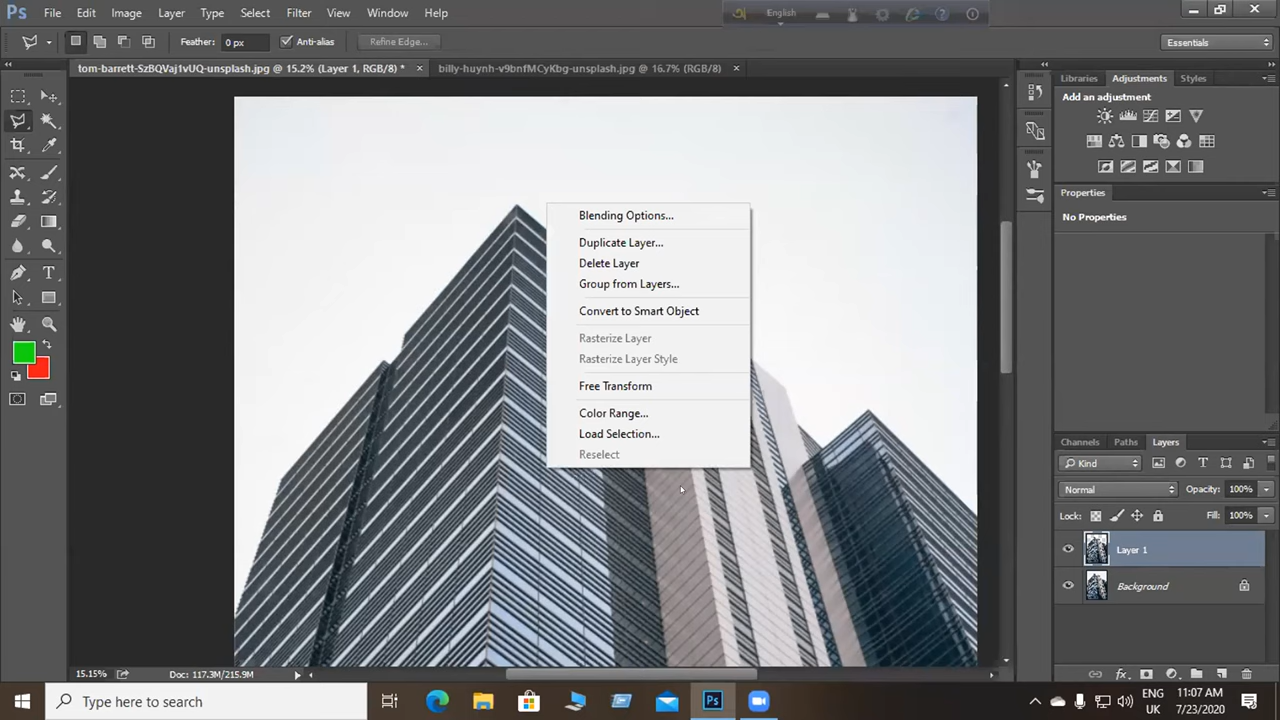 Ps File Edit Image Layer Type Select Filter View Window Help
English
Feather: 0 px Anti-alias Refine Edge... Essentials
tom-barrett-SzBQVaj1vUQ-unsplash.jpg @ 15.2% (Layer 1, RGB/8) * × billy-huynh-v9bnfMCyKbg-unsplash.jpg @ 16.7% (RGB/8) ×
Libraries Adjustments Styles
Add an adjustment
Properties
No Properties
Blending Options...
Duplicate Layer...
Delete Layer
Group from Layers...
Convert to Smart Object
Rasterize Layer
Rasterize Layer Style
Free Transform
Color Range...
Load Selection...
Reselect
Channels Paths Layers
Kind
Normal Opacity: 100%
Lock: Fill: 100%
Layer 1
Background
15.15% Doc: 117.3M/215.9M
Type here to search
Ps
ENG 11:07 AM
UK 7/23/2020